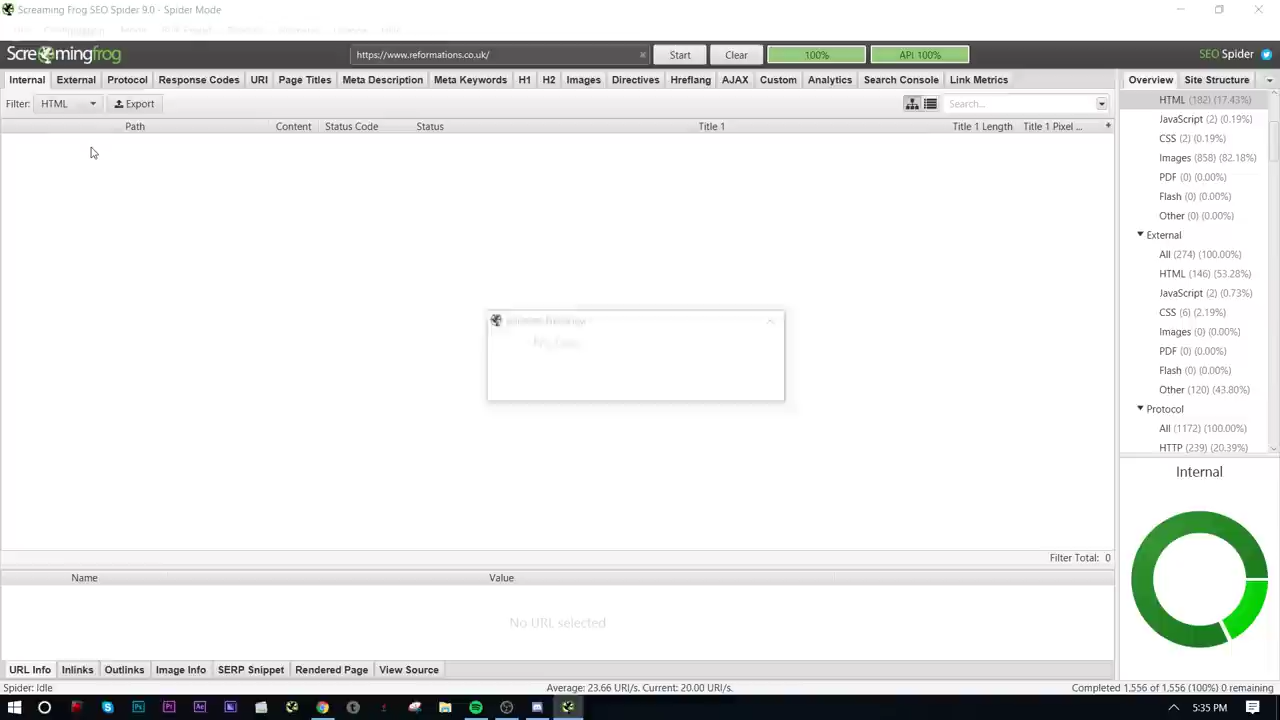 Screaming Frog SEO Spider 9.0 - Spider Mode
Screamingfrog
https://www.reformations.co.uk/
Start
Clear
100%
API 100%
SEO Spider
Internal
External
Protocol
Response Codes
URI
Page Titles
Meta Description
Meta Keywords
H1
H2
Images
Directives
Hreflang
AJAX
Custom
Analytics
Search Console
Link Metrics
Overview
Site Structure
Filter:
HTML
Export
Search...
Path
Content
Status Code
Status
Title 1
Title 1 Length
Title 1 Pixel ...
HTML (182) (17.43%)
JavaScript (2) (0.19%)
CSS (2) (0.19%)
Images (858) (82.18%)
PDF (0) (0.00%)
Flash (0) (0.00%)
Other (0) (0.00%)
External
All (274) (100.00%)
HTML (146) (53.28%)
JavaScript (2) (0.73%)
CSS (6) (2.19%)
Images (0) (0.00%)
PDF (0) (0.00%)
Flash (0) (0.00%)
Other (120) (43.80%)
Protocol
All (1172) (100.00%)
HTTP (239) (20.39%)
Internal
Filter Total: 0
Name
Value
No URL selected
URL Info
Inlinks
Outlinks
Image Info
SERP Snippet
Rendered Page
View Source
Spider: Idle
Average: 23.66 URI/s. Current: 20.00 URI/s.
Completed 1,556 of 1,556 (100%) 0 remaining
5:35 PM